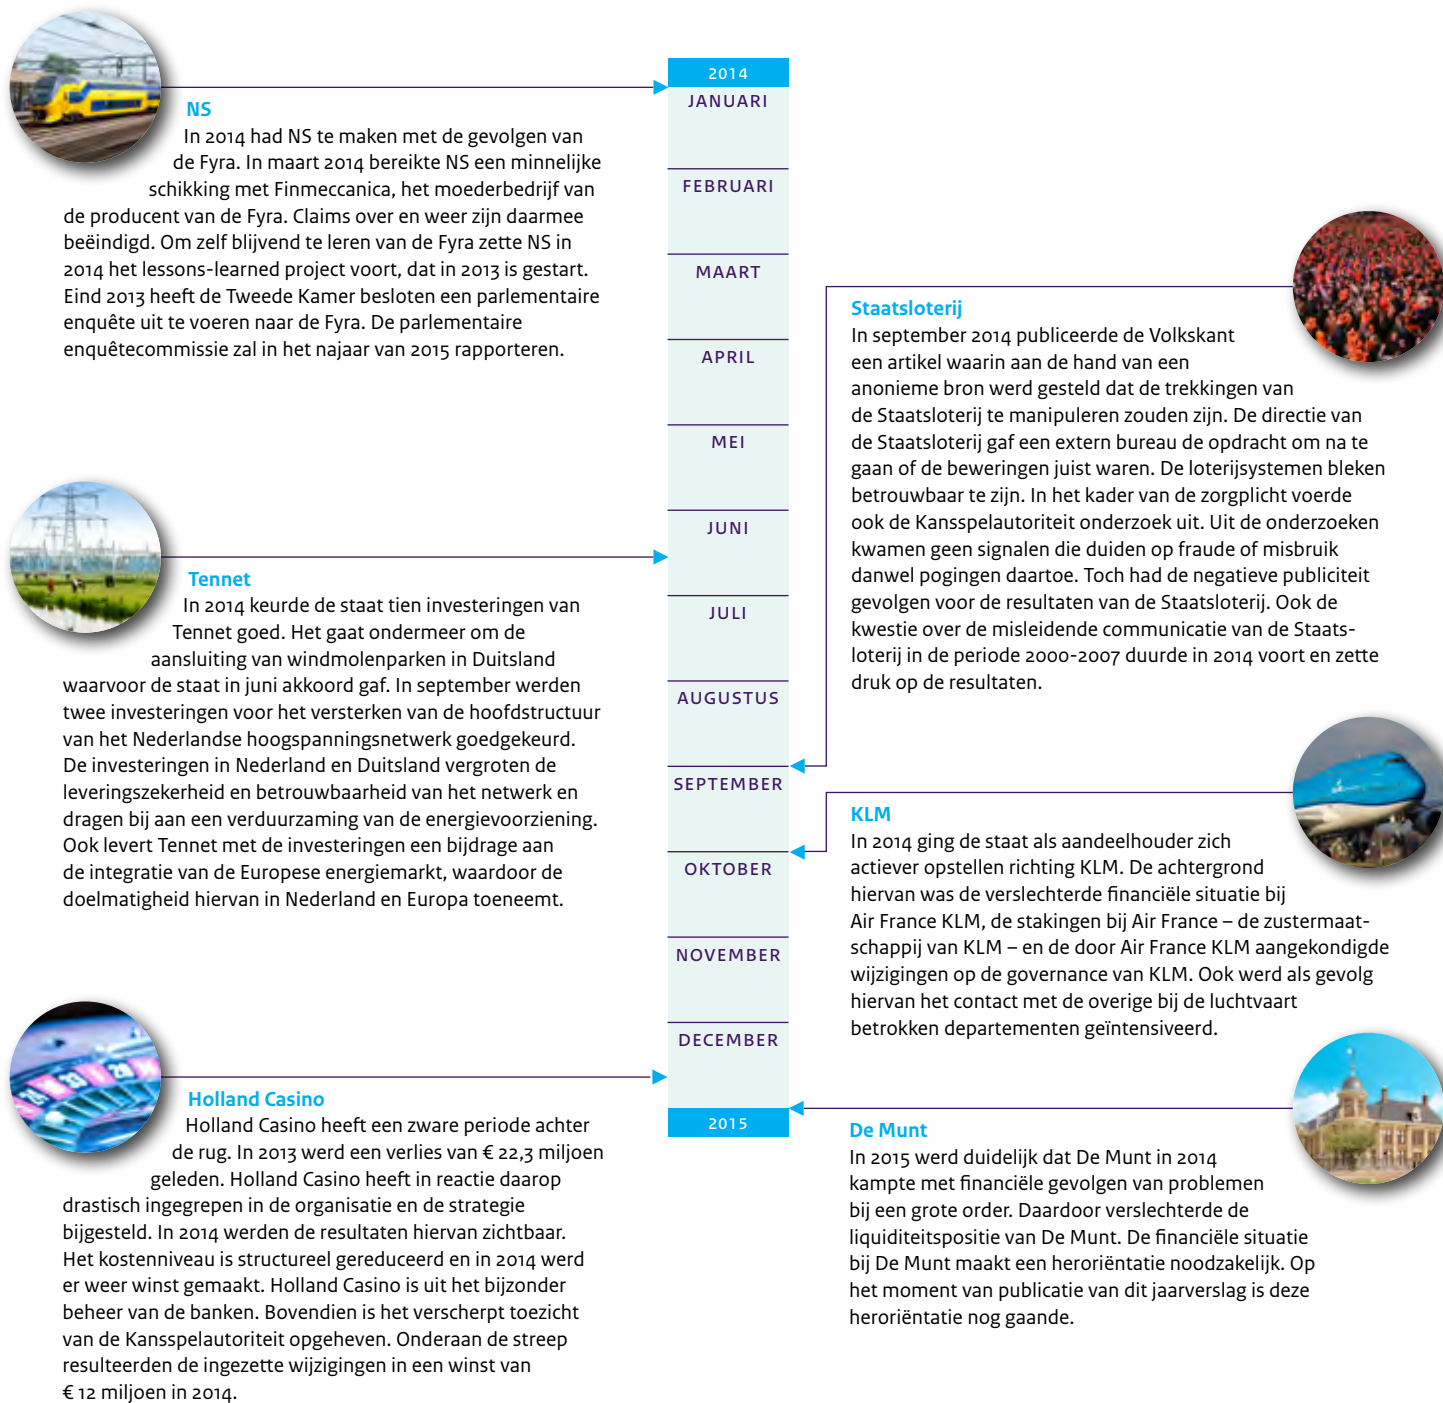 NS
In 2014 had NS te maken met de gevolgen van
de Fyra. In maart 2014 bereikte NS een minnelijke
schikking met Finmeccanica, het moederbedrijf van
de producent van de Fyra. Claims over en weer zijn daarmee
beëindigd. Om zelf blijvend te leren van de Fyra zette NS in
2014 het lessons-learned project voort, dat in 2013 is gestart.
Eind 2013 heeft de Tweede Kamer besloten een parlementaire
enquête uit te voeren naar de Fyra. De parlementaire
enquêtecommissie zal in het najaar van 2015 rapporteren.
Tennet
In 2014 keurde de staat tien investeringen van
Tennet goed. Het gaat ondermeer om de
aansluiting van windmolenparken in Duitsland
waarvoor de staat in juni akkoord gaf. In september werden
twee investeringen voor het versterken van de hoofdstructuur
van het Nederlandse hoogspanningsnetwerk goedgekeurd.
De investeringen in Nederland en Duitsland vergroten de
leveringszekerheid en betrouwbaarheid van het netwerk en
dragen bij aan een verduurzaming van de energievoorziening.
Ook levert Tennet met de investeringen een bijdrage aan
de integratie van de Europese energiemarkt, waardoor de
doelmatigheid hiervan in Nederland en Europa toeneemt.
Holland Casino
Holland Casino heeft een zware periode achter
de rug. In 2013 werd een verlies van € 22,3 miljoen
geleden. Holland Casino heeft in reactie daarop
drastisch ingegrepen in de organisatie en de strategie
bijgesteld. In 2014 werden de resultaten hiervan zichtbaar.
Het kostenniveau is structureel gereduceerd en in 2014 werd
er weer winst gemaakt. Holland Casino is uit het bijzonder
beheer van de banken. Bovendien is het verscherpt toezicht
van de Kansspelautoriteit opgeheven. Onderaan de streep
resulteerden de ingezette wijzigingen in een winst van
€ 12 miljoen in 2014.
2014
JANUARI
FEBRUARI
MAART
APRIL
MEI
JUNI
JULI
AUGUSTUS
SEPTEMBER
OKTOBER
NOVEMBER
DECEMBER
2015
Staatsloterij
In september 2014 publiceerde de Volkskant
een artikel waarin aan de hand van een
anonieme bron werd gesteld dat de trekkingen van
de Staatsloterij te manipuleren zouden zijn. De directie van
de Staatsloterij gaf een extern bureau de opdracht om na te
gaan of de beweringen juist waren. De loterijsystemen bleken
betrouwbaar te zijn. In het kader van de zorgplicht voerde
ook de Kansspelautoriteit onderzoek uit. Uit de onderzoeken
kwamen geen signalen die duiden op fraude of misbruik
danwel pogingen daartoe. Toch had de negatieve publiciteit
gevolgen voor de resultaten van de Staatsloterij. Ook de
kwestie over de misleidende communicatie van de Staats-
loterij in de periode 2000-2007 duurde in 2014 voort en zette
druk op de resultaten.
KLM
In 2014 ging de staat als aandeelhouder zich
actiever opstellen richting KLM. De achtergrond
hiervan was de verslechterde financiële situatie bij
Air France KLM, de stakingen bij Air France – de zustermaat-
schappij van KLM – en de door Air France KLM aangekondigde
wijzigingen op de governance van KLM. Ook werd als gevolg
hiervan het contact met de overige bij de luchtvaart
betrokken departementen geïntensiveerd.
De Munt
In 2015 werd duidelijk dat De Munt in 2014
kampte met financiële gevolgen van problemen
bij een grote order. Daardoor verslechterde de
liquiditeitspositie van De Munt. De financiële situatie
bij De Munt maakt een heroriëntatie noodzakelijk. Op
het moment van publicatie van dit jaarverslag is deze
heroriëntatie nog gaande.